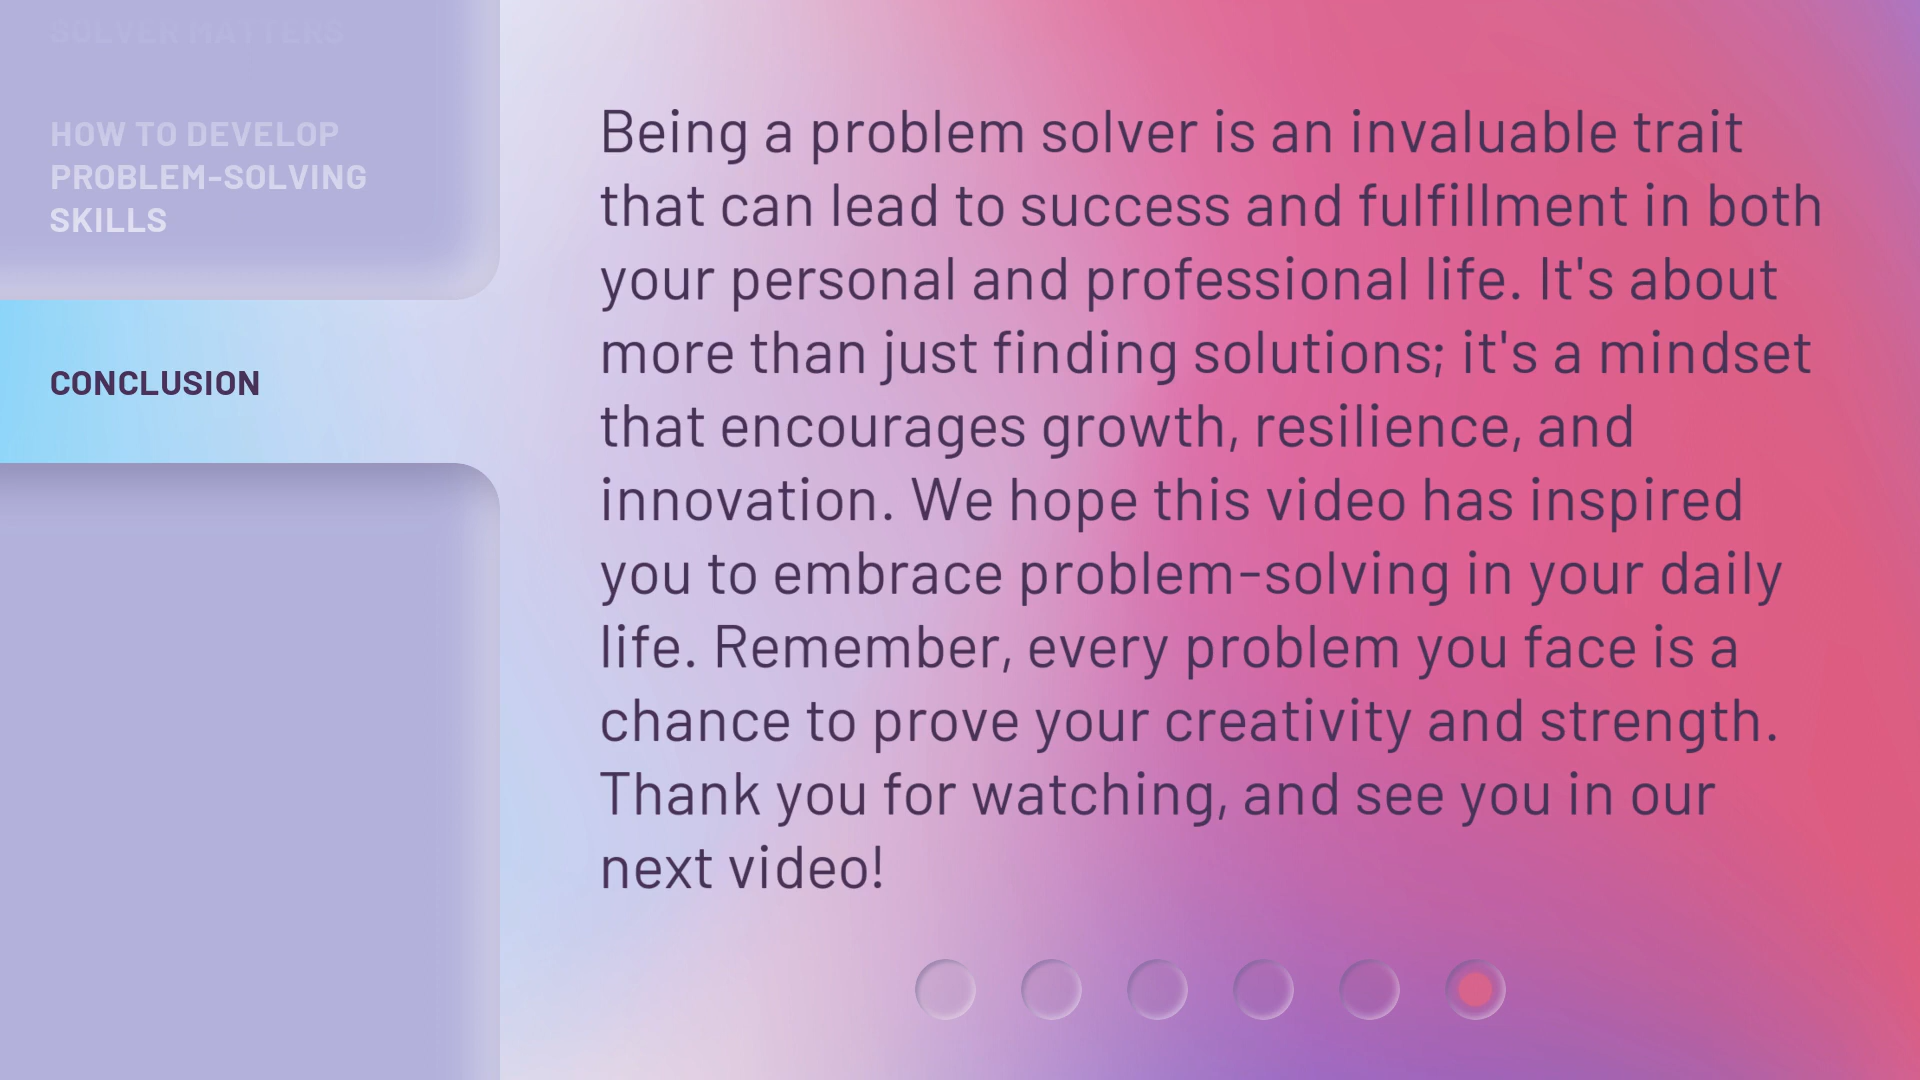 SOLVER MATTERS
HOW TO DEVELOP
PROBLEM-SOLVING
SKILLS
CONCLUSION
Being a problem solver is an invaluable trait
that can lead to success and fulfillment in both
your personal and professional life. It's about
more than just finding solutions; it's a mindset
that encourages growth, resilience, and
innovation. We hope this video has inspired
you to embrace problem-solving in your daily
life. Remember, every problem you face is a
chance to prove your creativity and strength.
Thank you for watching, and see you in our
next video!